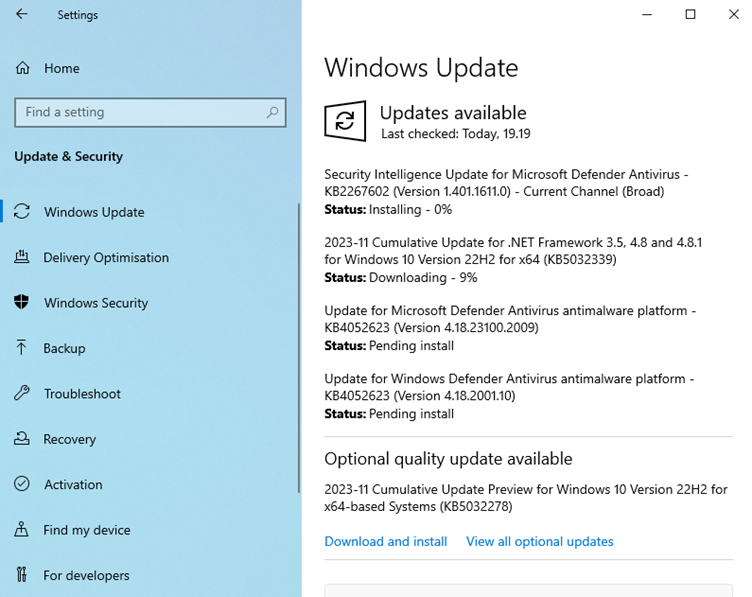 Settings
Home
Find a setting
Update & Security
Windows Update
Delivery Optimisation
Windows Security
Backup
Troubleshoot
Recovery
Activation
Find my device
For developers
Windows Update
Updates available
Last checked: Today, 19.19
Security Intelligence Update for Microsoft Defender Antivirus -
KB2267602 (Version 1.401.1611.0) - Current Channel (Broad)
Status: Installing - 0%
2023-11 Cumulative Update for .NET Framework 3.5, 4.8 and 4.8.1
for Windows 10 Version 22H2 for x64 (KB5032339)
Status: Downloading - 9%
Update for Microsoft Defender Antivirus antimalware platform -
KB4052623 (Version 4.18.23100.2009)
Status: Pending install
Update for Windows Defender Antivirus antimalware platform -
KB4052623 (Version 4.18.2001.10)
Status: Pending install
Optional quality update available
2023-11 Cumulative Update Preview for Windows 10 Version 22H2 for
x64-based Systems (KB5032278)
Download and install View all optional updates